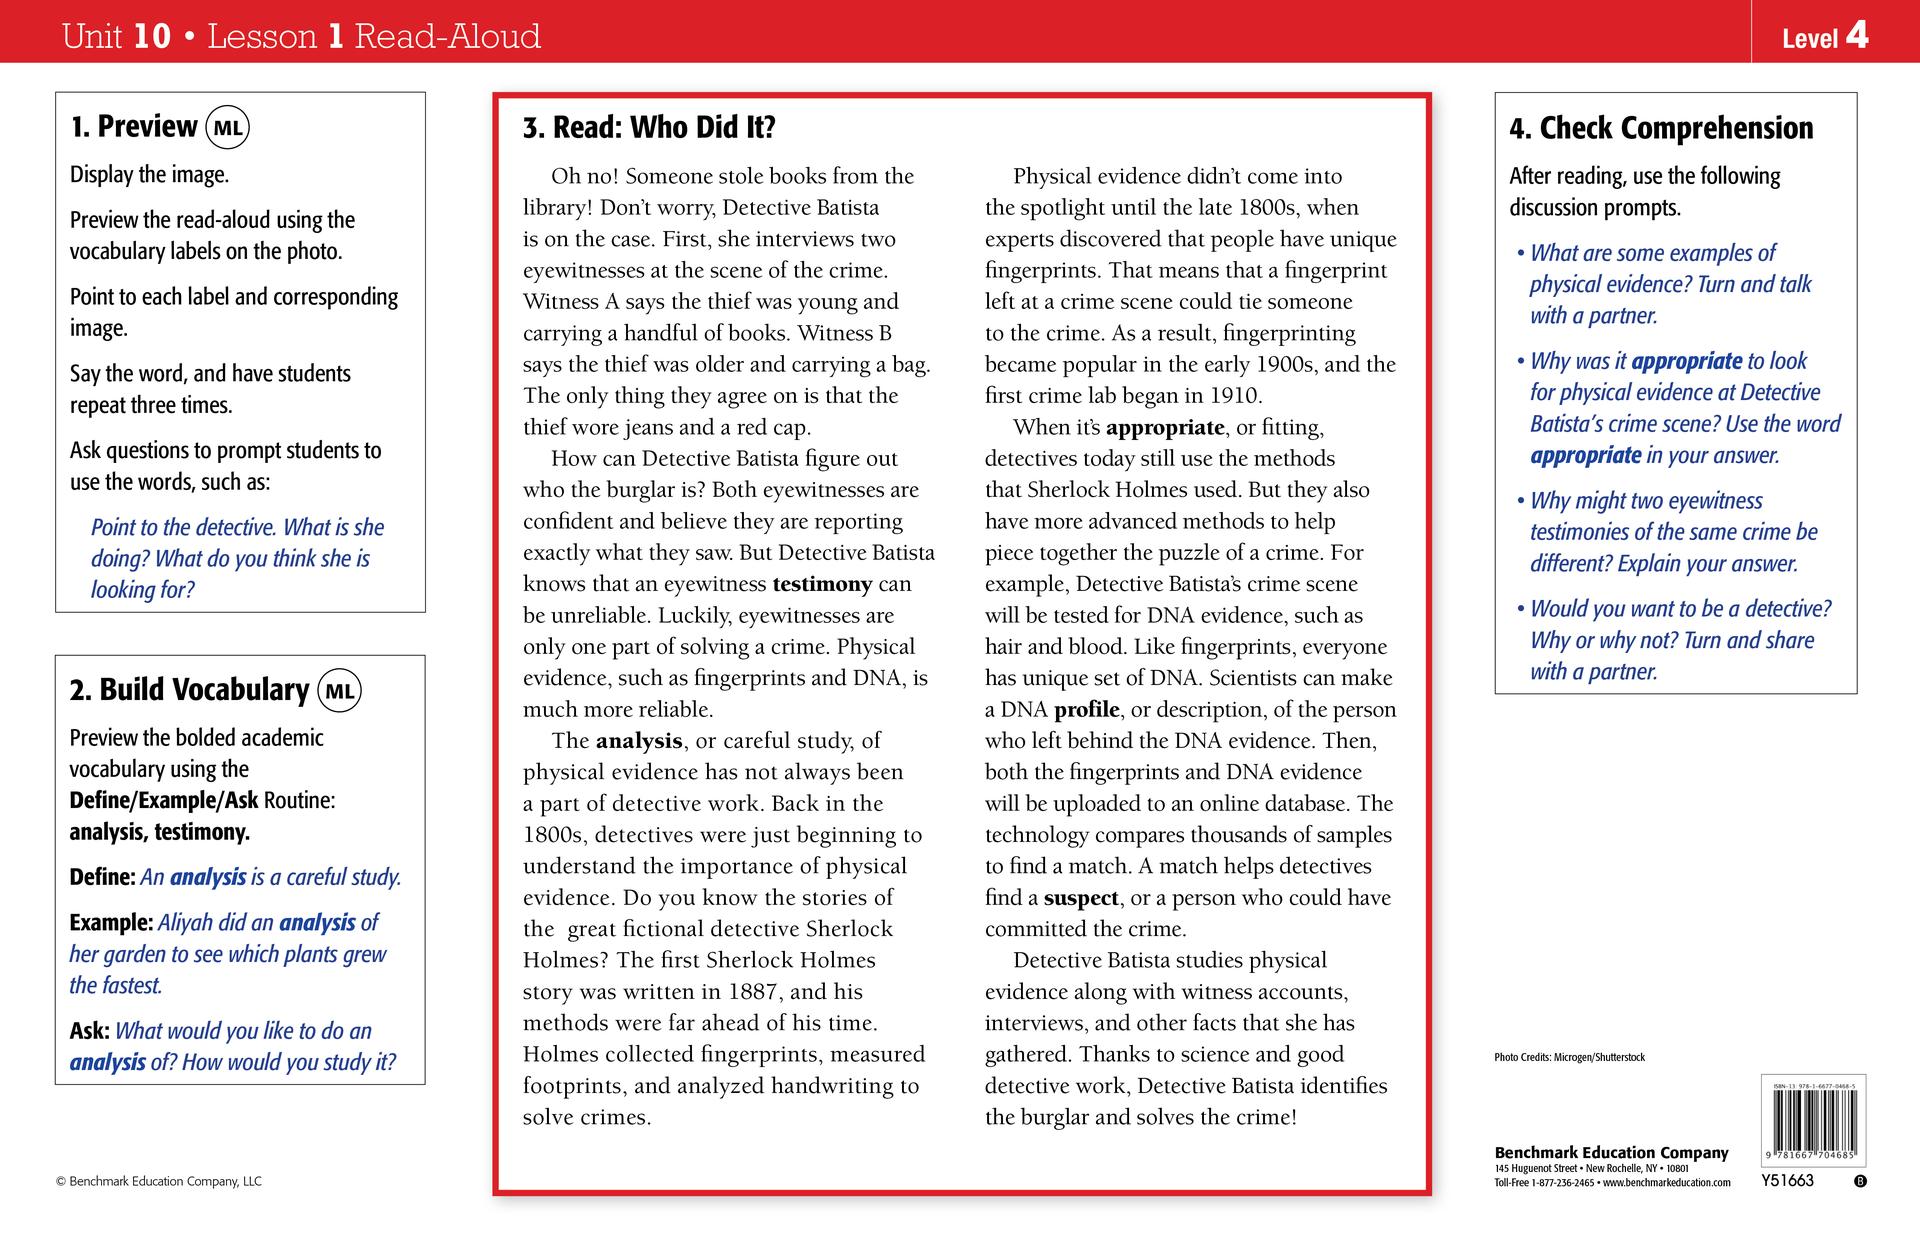 Unit 10 • Lesson 1 Read-Aloud
Level 4
1. Preview ML
Display the image.
Preview the read-aloud using the
vocabulary labels on the photo.
Point to each label and corresponding
image.
Say the word, and have students
repeat three times.
Ask questions to prompt students to
use the words, such as:
Point to the detective. What is she
doing? What do you think she is
looking for?
2. Build Vocabulary ML
Preview the bolded academic
vocabulary using the
Define/Example/Ask Routine:
analysis, testimony.
Define: An analysis is a careful study.
Example: Aliyah did an analysis of
her garden to see which plants grew
the fastest.
Ask: What would you like to do an
analysis of? How would you study it?
© Benchmark Education Company, LLC
3. Read: Who Did It?
Oh no! Someone stole books from the
library! Don't worry, Detective Batista
is on the case. First, she interviews two
eyewitnesses at the scene of the crime.
Witness A says the thief was young and
carrying a handful of books. Witness B
says the thief was older and carrying a bag.
The only thing they agree on is that the
thief wore jeans and a red cap.
How can Detective Batista figure out
who the burglar is? Both eyewitnesses are
confident and believe they are reporting
exactly what they saw. But Detective Batista
knows that an eyewitness testimony can
be unreliable. Luckily, eyewitnesses are
only one part of solving a crime. Physical
evidence, such as fingerprints and DNA, is
much more reliable.
The analysis, or careful study, of
physical evidence has not always been
a part of detective work. Back in the
1800s, detectives were just beginning to
understand the importance of physical
evidence. Do you know the stories of
the great fictional detective Sherlock
Holmes? The first Sherlock Holmes
story was written in 1887, and his
methods were far ahead of his time.
Holmes collected fingerprints, measured
footprints, and analyzed handwriting to
solve crimes.
Physical evidence didn't come into
the spotlight until the late 1800s, when
experts discovered that people have unique
fingerprints. That means that a fingerprint
left at a crime scene could tie someone
to the crime. As a result, fingerprinting
became popular in the early 1900s, and the
first crime lab began in 1910.
When it's appropriate, or fitting,
detectives today still use the methods
that Sherlock Holmes used. But they also
have more advanced methods to help
piece together the puzzle of a crime. For
example, Detective Batista's crime scene
will be tested for DNA evidence, such as
hair and blood. Like fingerprints, everyone
has unique set of DNA. Scientists can make
a DNA profile, or description, of the person
who left behind the DNA evidence. Then,
both the fingerprints and DNA evidence
will be uploaded to an online database. The
technology compares thousands of samples
to find a match. A match helps detectives
find a suspect, or a person who could have
committed the crime.
Detective Batista studies physical
evidence along with witness accounts,
interviews, and other facts that she has
gathered. Thanks to science and good
detective work, Detective Batista identifies
the burglar and solves the crime!
4. Check Comprehension
After reading, use the following
discussion prompts.
• What are some examples of
physical evidence? Turn and talk
with a partner.
• Why was it appropriate to look
for physical evidence at Detective
Batista's crime scene? Use the word
appropriate in your answer.
• Why might two eyewitness
testimonies of the same crime be
different? Explain your answer.
• Would you want to be a detective?
Why or why not? Turn and share
with a partner.
Photo Credits: Microgen/Shutterstock
Benchmark Education Company
145 Huguenot Street • New Rochelle, NY • 10801
Toll-Free 1-877-236-2465 • www.benchmarkeducation.com
ISBN-13 978-1-6677-0468-5
9 781667 704685
Y51663 B